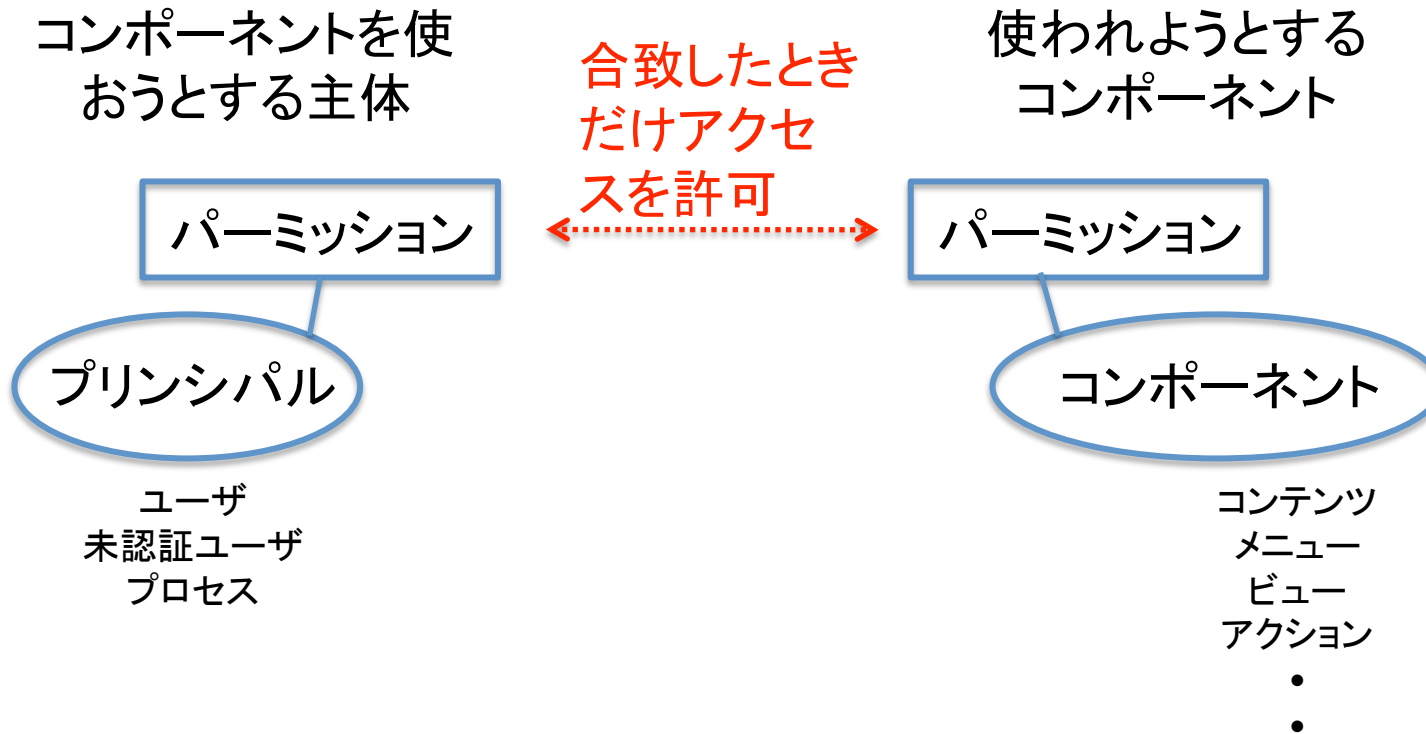 コンポーネントを使
おうとする主体
合致したとき
だけアクセ
スを許可
使われようとする
コンポーネント
パーミッション
パーミッション
プリンシパル
コンポーネント
ユーザ
未認証ユーザ
プロセス
コンテンツ
メニュー
ビュー
アクション
・
・